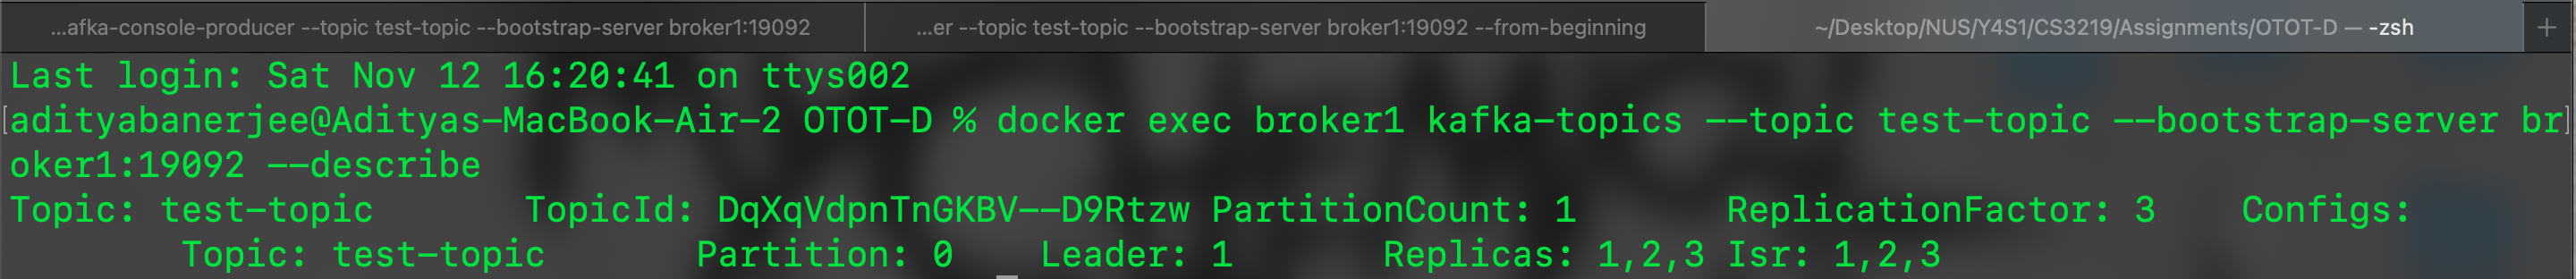 ...afka-console-producer --topic test-topic --bootstrap-server broker1:19092
...er --topic test-topic --bootstrap-server broker1:19092 --from-beginning
~/Desktop/NUS/Y4S1/CS3219/Assignments/OTOT-D — -zsh
+
Last login: Sat Nov 12 16:20:41 on ttys002
[adityabanerjee@Adityas-MacBook-Air-2 OTOT-D % docker exec broker1 kafka-topics --topic test-topic --bootstrap-server br]
oker1:19092 --describe
Topic: test-topic TopicId: DqXqVdpnTnGKBV--D9Rtzw PartitionCount: 1 ReplicationFactor: 3 Configs:
Topic: test-topic Partition: 0 Leader: 1 Replicas: 1,2,3 Isr: 1,2,3